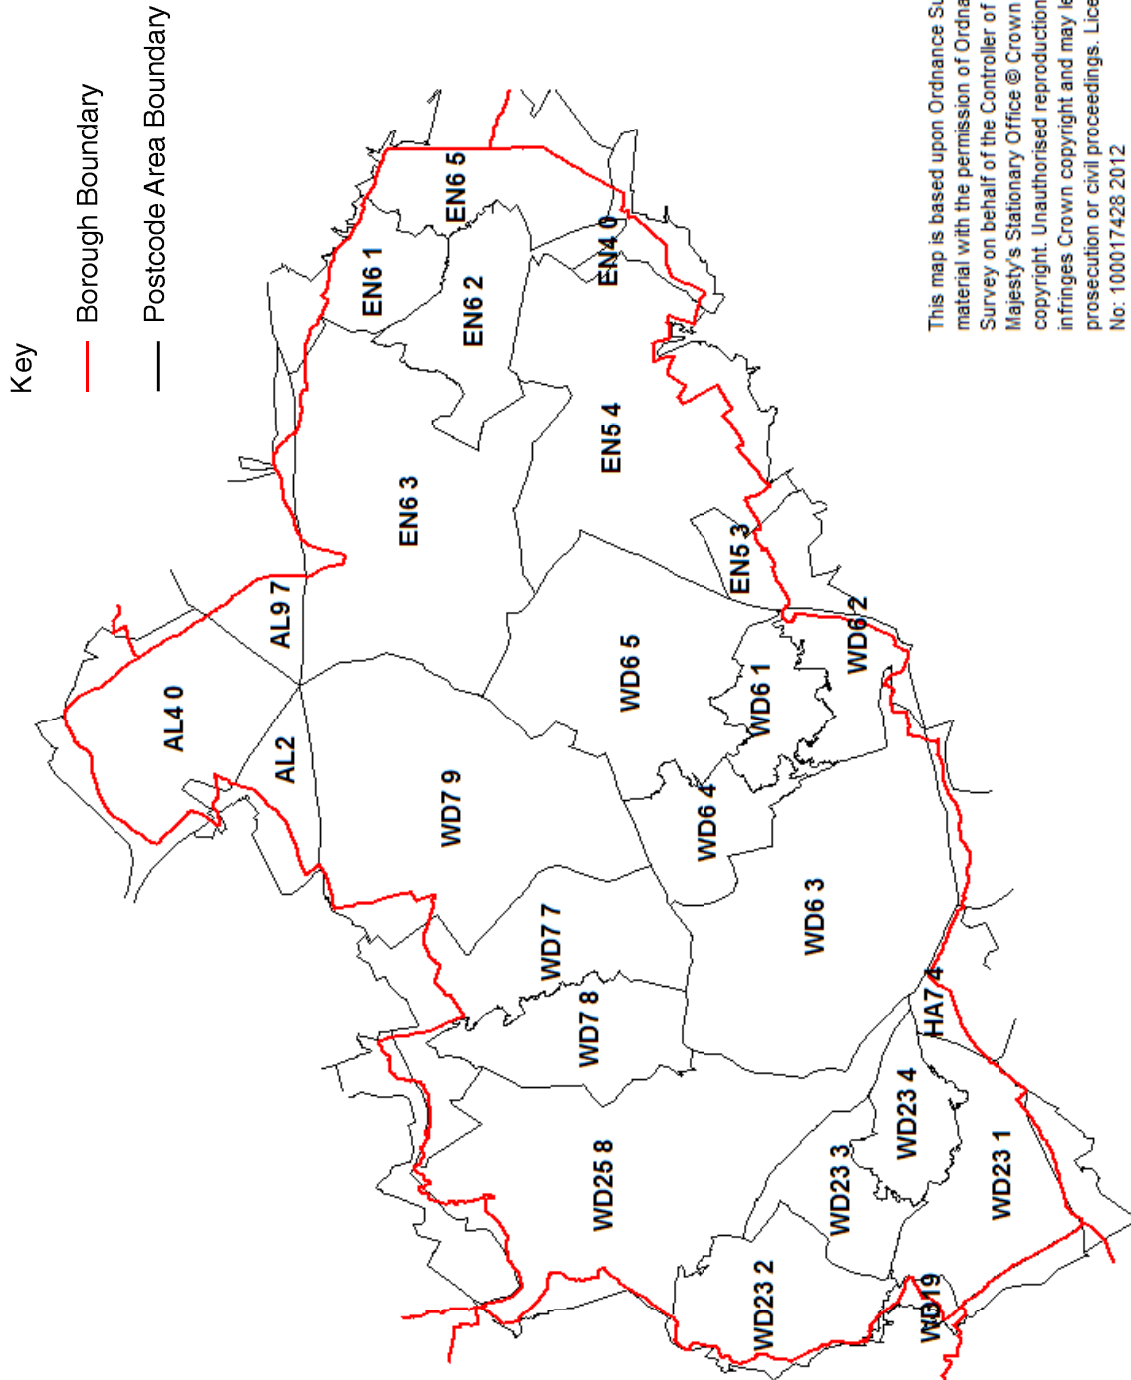 Key
Borough Boundary
Postcode Area Boundary
EN6 5
EN6 1
EN6 2
EN4 0
EN5 4
EN6 3
EN5 3
AL9 7
WD6 2
WD6 5
WD6 1
AL4 0
AL2
WD7 9
WD6 4
WD6 3
WD7 7
WD7 8
HA7 4
WD23 4
WD25 8
WD23 3
WD23 1
WD23 2
WD19
This map is based upon Ordnance Su
material with the permission of Ordna
Survey on behalf of the Controller of
Majesty's Stationary Office © Crown
copyright. Unauthorised reproduction
infringes Crown copyright and may le
prosecution or civil proceedings. Lice
No: 100017428 2012